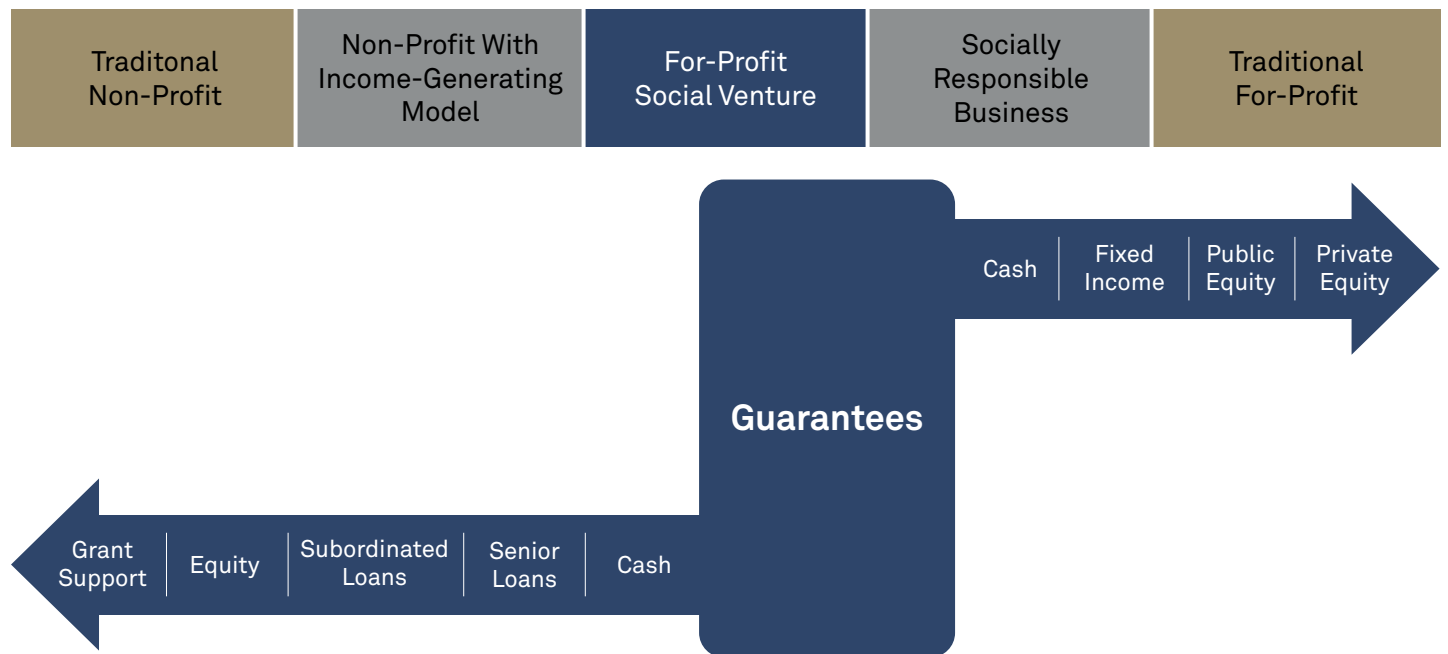 Traditonal
Non-Profit
Non-Profit With
Income-Generating
Model
For-Profit
Social Venture
Socially
Responsible
Business
Traditional
For-Profit
Cash
Fixed
Income
Public
Equity
Private
Equity
Guarantees
Grant
Support
Equity
Subordinated
Loans
Senior
Loans
Cash